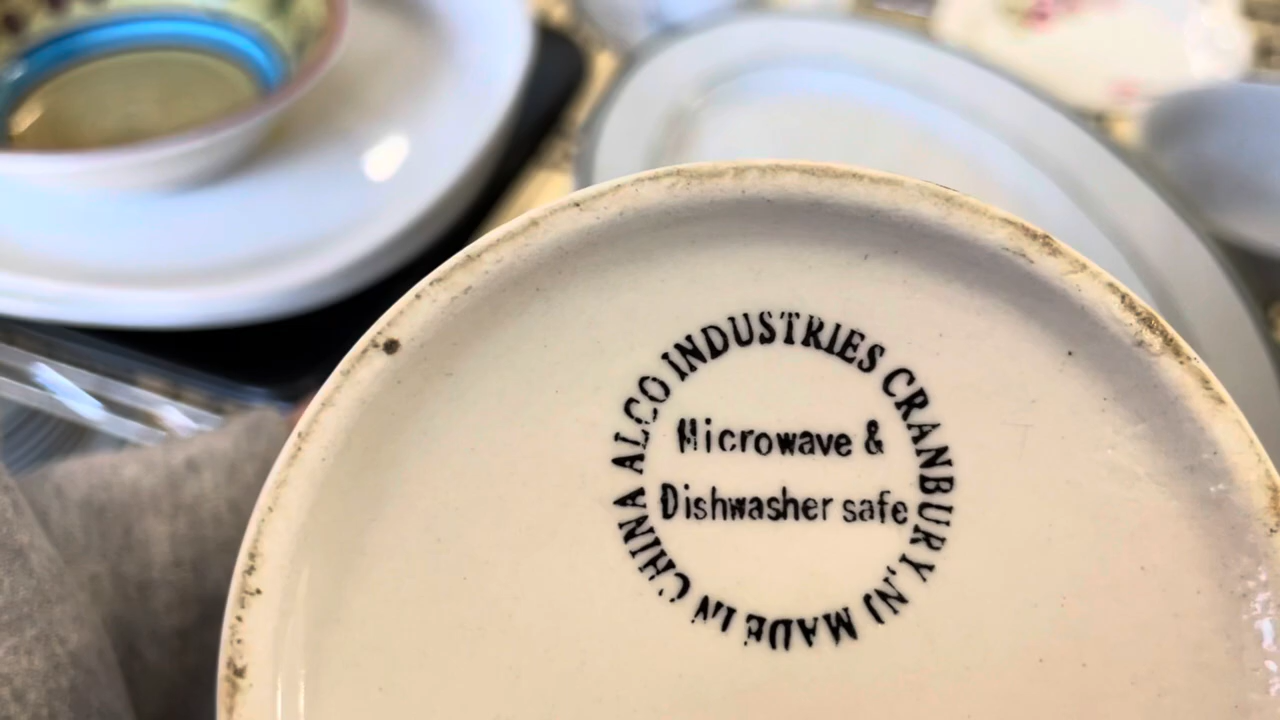 ALCO INDUSTRIES CRANBURY, NJ MADE IN CHINA
Microwave &
Dishwasher safe